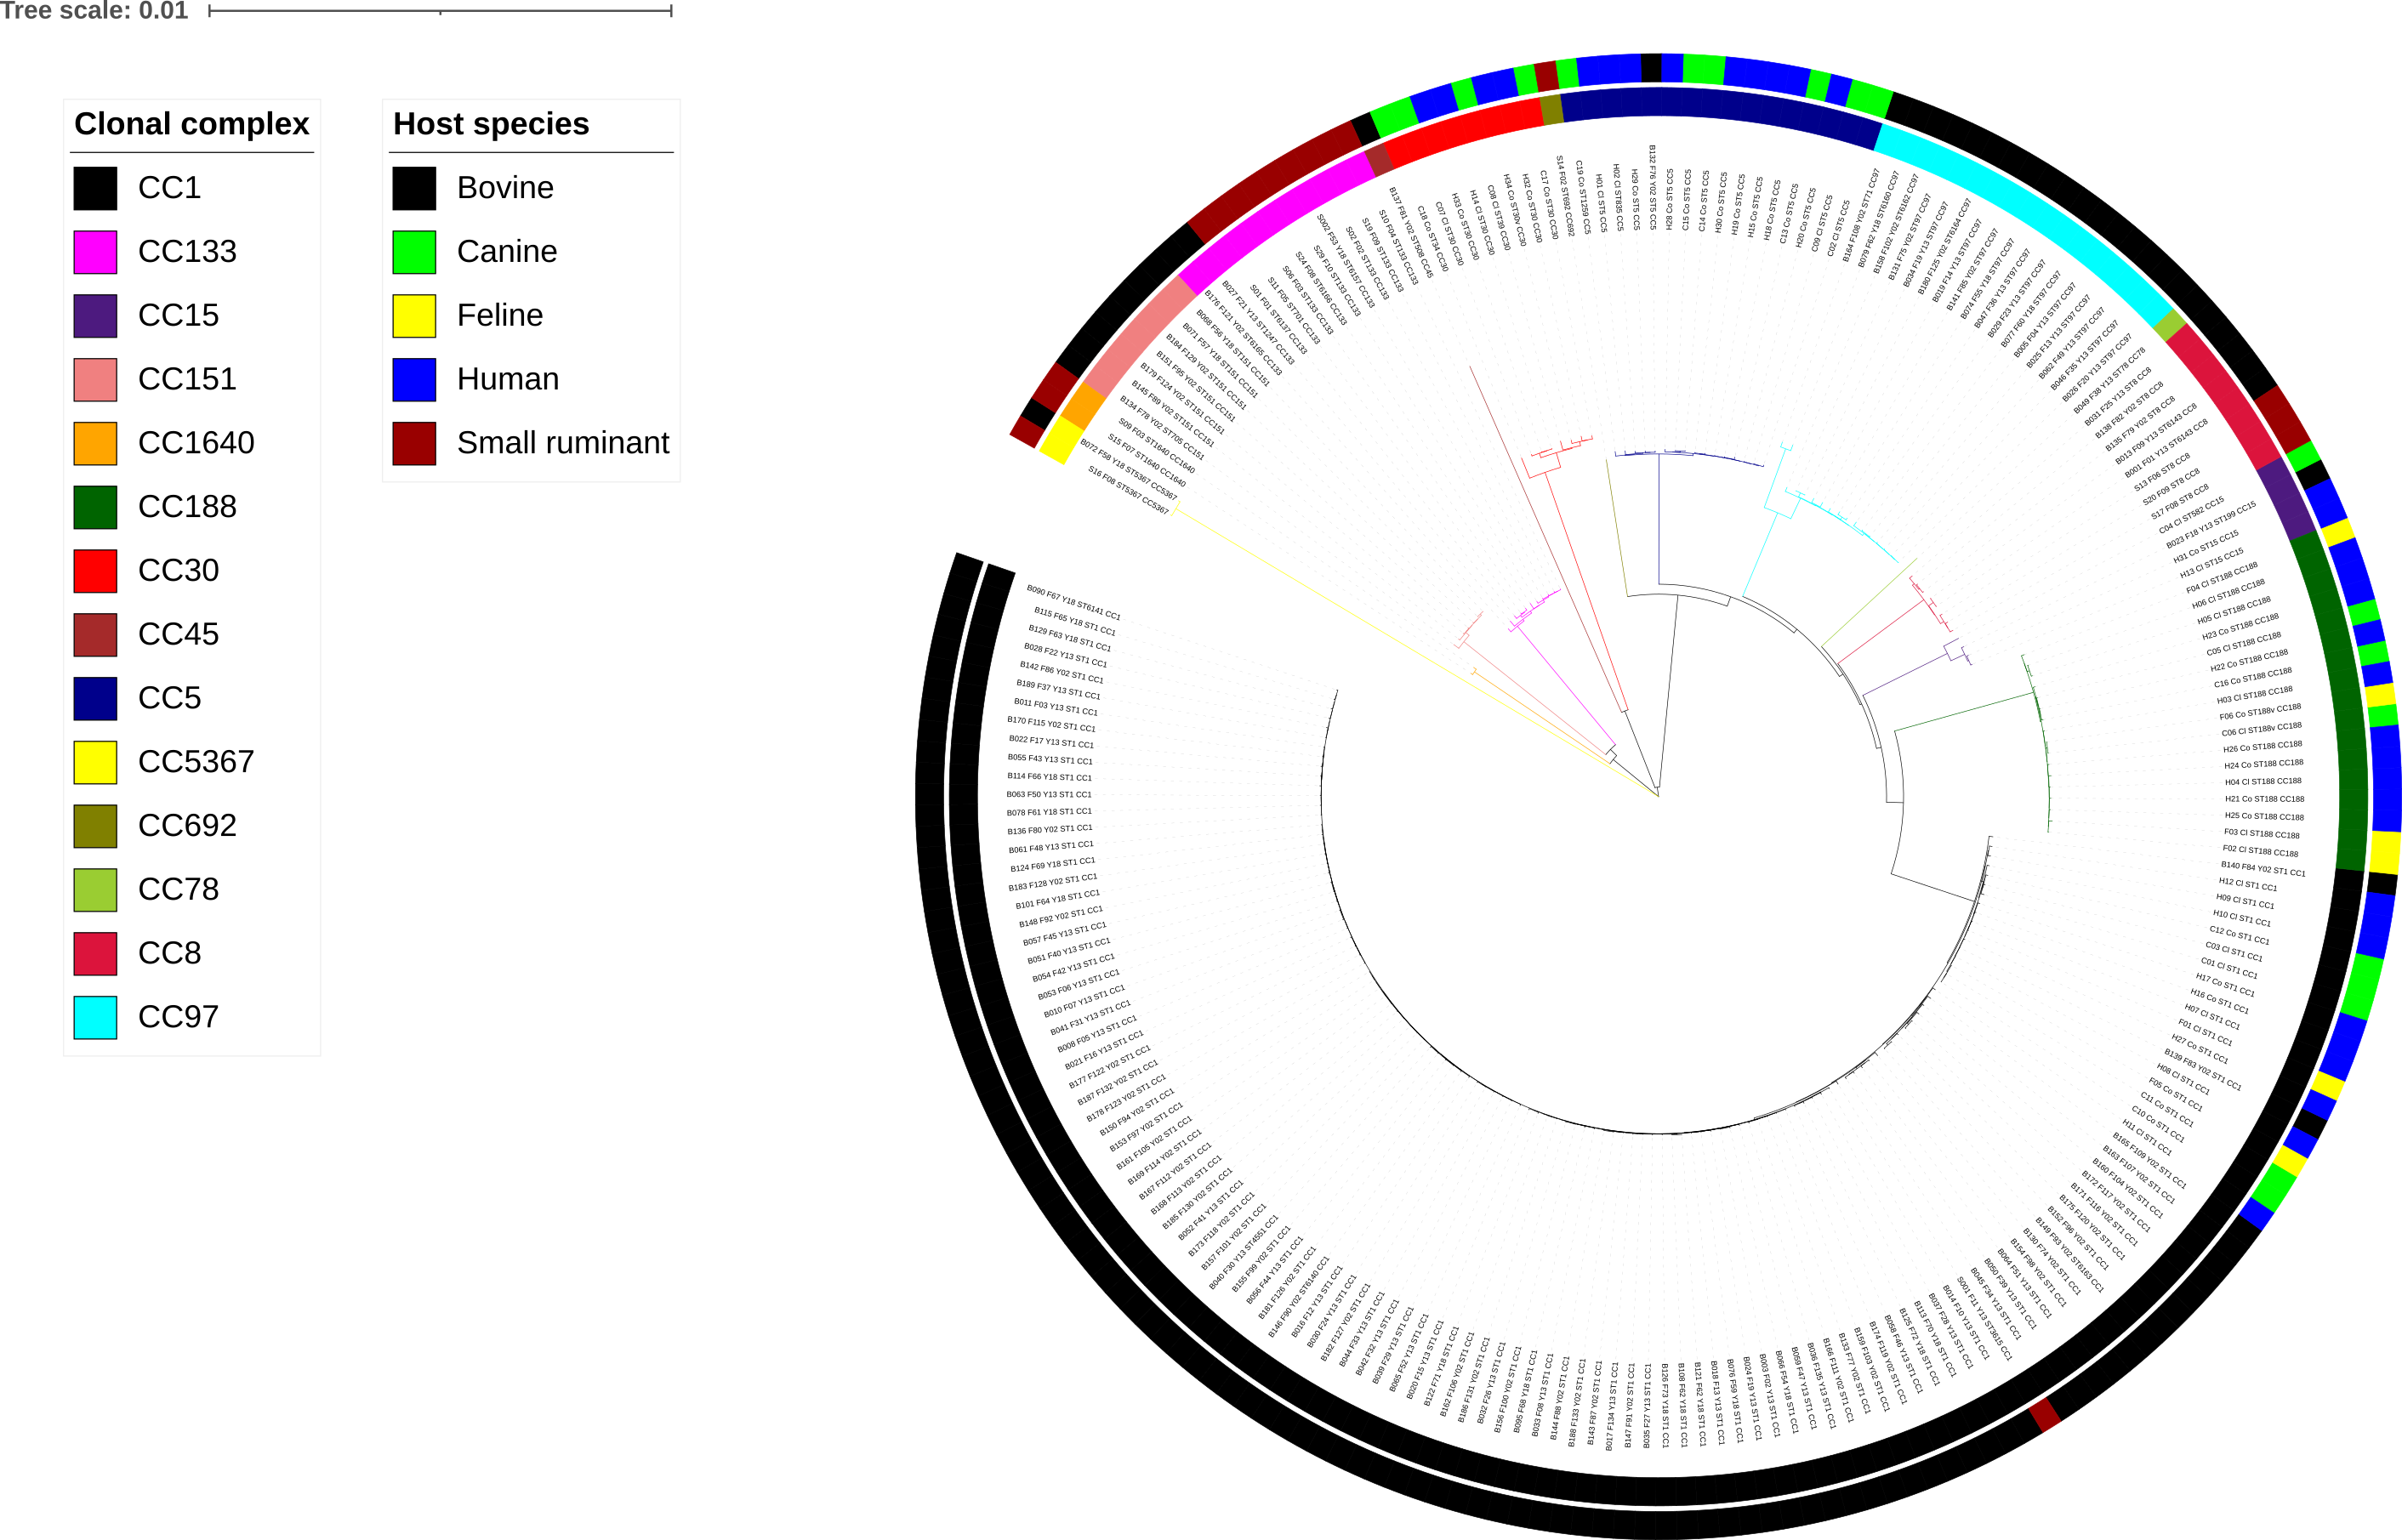 Tree scale: 0.01
Clonal complex
CC1
CC133
CC15
CC151
CC1640
CC188
CC30
CC45
CC5
CC5367
CC692
CC78
CC8
CC97
Host species
Bovine
Canine
Feline
Human
Small ruminant
S16 F08 ST5367 CC5367
B072 F58 Y18 ST5367 CC5367
S15 F07 ST1640 CC1640
S09 F03 ST1640 CC1640
B134 F78 Y02 ST705 CC151
B145 F89 Y02 ST151 CC151
B179 F124 Y02 ST151 CC151
B151 F95 Y02 ST151 CC151
B184 F129 Y02 ST151 CC151
B071 F57 Y18 ST151 CC151
B068 F56 Y18 ST151 CC151
B176 F121 Y02 ST6165 CC133
B027 F21 Y13 ST1247 CC133
S01 F01 ST6137 CC133
S11 F05 ST701 CC133
S06 F03 ST133 CC133
S24 F08 ST6166 CC133
S29 F10 ST133 CC133
S002 F53 Y18 ST6157 CC133
S02 F02 ST133 CC133
S19 F09 ST133 CC133
S10 F04 ST133 CC133
B137 F81 Y02 ST508 CC45
C18 Co ST34 CC30
C07 Cl ST30 CC30
H33 Co ST30 CC30
H14 Cl ST30 CC30
C08 Cl ST39 CC30
H34 Co ST30v CC30
H32 Co ST30 CC30
C17 Co ST30 CC30
S14 F02 ST692 CC692
C19 Co ST1259 CC5
H01 Cl ST5 CC5
H02 Cl ST835 CC5
H29 Co ST5 CC5
B132 F76 Y02 ST5 CC5
H28 Co ST5 CC5
C15 Co ST5 CC5
C14 Co ST5 CC5
H30 Co ST5 CC5
H19 Co ST5 CC5
H15 Co ST5 CC5
H18 Co ST5 CC5
C13 Co ST5 CC5
H20 Co ST5 CC5
C09 Cl ST5 CC5
C02 Cl ST5 CC5
B164 F108 Y02 ST71 CC97
B079 F62 Y18 ST6160 CC97
B158 F102 Y02 ST6162 CC97
B131 F75 Y02 ST97 CC97
B034 F19 Y13 ST97 CC97
B180 F125 Y02 ST6164 CC97
B019 F14 Y13 ST97 CC97
B141 F85 Y02 ST97 CC97
B074 F55 Y18 ST97 CC97
B047 F36 Y13 ST97 CC97
B029 F23 Y13 ST97 CC97
B077 F60 Y18 ST97 CC97
B005 F04 Y13 ST97 CC97
B025 F13 Y13 ST97 CC97
B062 F49 Y13 ST97 CC97
B046 F35 Y13 ST97 CC97
B026 F20 Y13 ST97 CC97
B049 F38 Y13 ST78 CC78
B031 F25 Y13 ST8 CC8
B138 F82 Y02 ST8 CC8
B135 F79 Y02 ST8 CC8
B013 F09 Y13 ST6143 CC8
B001 F01 Y13 ST6143 CC8
S13 F06 ST8 CC8
S20 F09 ST8 CC8
S17 F08 ST8 CC8
C04 Cl ST582 CC15
B023 F18 Y13 ST199 CC15
H31 Co ST15 CC15
H13 Cl ST15 CC15
F04 Cl ST188 CC188
H06 Cl ST188 CC188
H05 Cl ST188 CC188
H23 Co ST188 CC188
C05 Cl ST188 CC188
H22 Co ST188 CC188
C16 Co ST188 CC188
H03 Cl ST188 CC188
F06 Co ST188v CC188
C06 Cl ST188v CC188
H26 Co ST188 CC188
H24 Co ST188 CC188
H04 Cl ST188 CC188
H21 Co ST188 CC188
H25 Co ST188 CC188
F03 Cl ST188 CC188
F02 Cl ST188 CC188
B140 F84 Y02 ST1 CC1
H12 Cl ST1 CC1
H09 Cl ST1 CC1
H10 Cl ST1 CC1
C12 Co ST1 CC1
C03 Cl ST1 CC1
C01 Cl ST1 CC1
H17 Co ST1 CC1
H16 Co ST1 CC1
H07 Cl ST1 CC1
F01 Cl ST1 CC1
H27 Co ST1 CC1
B139 F83 Y02 ST1 CC1
H08 Cl ST1 CC1
F05 Co ST1 CC1
C11 Co ST1 CC1
C10 Co ST1 CC1
H11 Cl ST1 CC1
B165 F109 Y02 ST1 CC1
B163 F107 Y02 ST1 CC1
B160 F104 Y02 ST1 CC1
B172 F117 Y02 ST1 CC1
B171 F116 Y02 ST1 CC1
B175 F120 Y02 ST1 CC1
B152 F96 Y02 ST1 CC1
B149 F93 Y02 ST6163 CC1
B130 F74 Y02 ST1 CC1
B154 F98 Y02 ST1 CC1
B064 F51 Y13 ST1 CC1
B050 F39 Y13 ST1 CC1
B045 F34 Y13 ST1 CC1
S001 F11 Y13 ST3615 CC1
B014 F10 Y13 ST1 CC1
B037 F28 Y13 ST1 CC1
B113 F70 Y18 ST1 CC1
B125 F72 Y18 ST1 CC1
B058 F46 Y13 ST1 CC1
B174 F119 Y02 ST1 CC1
B159 F103 Y02 ST1 CC1
B133 F77 Y02 ST1 CC1
B166 F111 Y02 ST1 CC1
B036 F135 Y13 ST1 CC1
B059 F47 Y13 ST1 CC1
B066 F54 Y18 ST1 CC1
B003 F02 Y13 ST1 CC1
B024 F19 Y13 ST1 CC1
B076 F59 Y18 ST1 CC1
B018 F13 Y13 ST1 CC1
B121 F62 Y18 ST1 CC1
B108 F62 Y18 ST1 CC1
B126 F73 Y18 ST1 CC1
B035 F27 Y13 ST1 CC1
B147 F91 Y02 ST1 CC1
B017 F134 Y13 ST1 CC1
B143 F87 Y02 ST1 CC1
B188 F133 Y02 ST1 CC1
B144 F88 Y02 ST1 CC1
B033 F08 Y13 ST1 CC1
B095 F68 Y18 ST1 CC1
B156 F100 Y02 ST1 CC1
B032 F26 Y13 ST1 CC1
B186 F131 Y02 ST1 CC1
B162 F106 Y02 ST1 CC1
B122 F71 Y18 ST1 CC1
B020 F15 Y13 ST1 CC1
B065 F52 Y13 ST1 CC1
B039 F29 Y13 ST1 CC1
B042 F32 Y13 ST1 CC1
B044 F33 Y13 ST1 CC1
B182 F127 Y02 ST1 CC1
B030 F24 Y13 ST1 CC1
B016 F12 Y13 ST1 CC1
B146 F90 Y02 ST6140 CC1
B181 F126 Y02 ST1 CC1
B056 F44 Y13 ST1 CC1
B155 F99 Y02 ST1 CC1
B040 F30 Y13 ST4551 CC1
B157 F101 Y02 ST1 CC1
B173 F118 Y02 ST1 CC1
B052 F41 Y13 ST1 CC1
B185 F130 Y02 ST1 CC1
B168 F113 Y02 ST1 CC1
B167 F112 Y02 ST1 CC1
B169 F114 Y02 ST1 CC1
B161 F105 Y02 ST1 CC1
B153 F97 Y02 ST1 CC1
B150 F94 Y02 ST1 CC1
B178 F123 Y02 ST1 CC1
B187 F132 Y02 ST1 CC1
B177 F122 Y02 ST1 CC1
B021 F16 Y13 ST1 CC1
B008 F05 Y13 ST1 CC1
B041 F31 Y13 ST1 CC1
B010 F07 Y13 ST1 CC1
B053 F06 Y13 ST1 CC1
B054 F42 Y13 ST1 CC1
B051 F40 Y13 ST1 CC1
B057 F45 Y13 ST1 CC1
B148 F92 Y02 ST1 CC1
B101 F64 Y18 ST1 CC1
B183 F128 Y02 ST1 CC1
B124 F69 Y18 ST1 CC1
B061 F48 Y13 ST1 CC1
B136 F80 Y02 ST1 CC1
B078 F61 Y18 ST1 CC1
B063 F50 Y13 ST1 CC1
B114 F66 Y18 ST1 CC1
B055 F43 Y13 ST1 CC1
B022 F17 Y13 ST1 CC1
B170 F115 Y02 ST1 CC1
B011 F03 Y13 ST1 CC1
B189 F37 Y13 ST1 CC1
B142 F86 Y02 ST1 CC1
B028 F22 Y13 ST1 CC1
B129 F63 Y18 ST1 CC1
B115 F65 Y18 ST1 CC1
B090 F67 Y18 ST6141 CC1